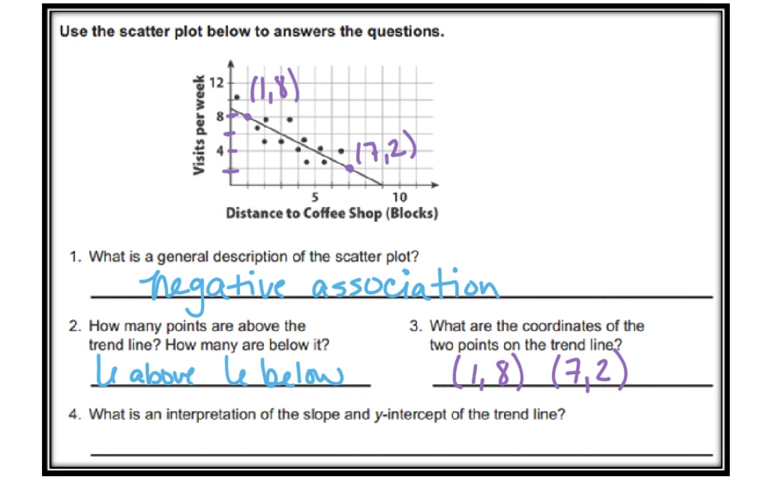 Use the scatter plot below to answers the questions.
Visits per week
12
8
4
(1,8)
(7,2)
5
10
Distance to Coffee Shop (Blocks)
1. What is a general description of the scatter plot?
negative association
2. How many points are above the
trend line? How many are below it?
above below
3. What are the coordinates of the
two points on the trend line?
(1,8) (7,2)
4. What is an interpretation of the slope and y-intercept of the trend line?